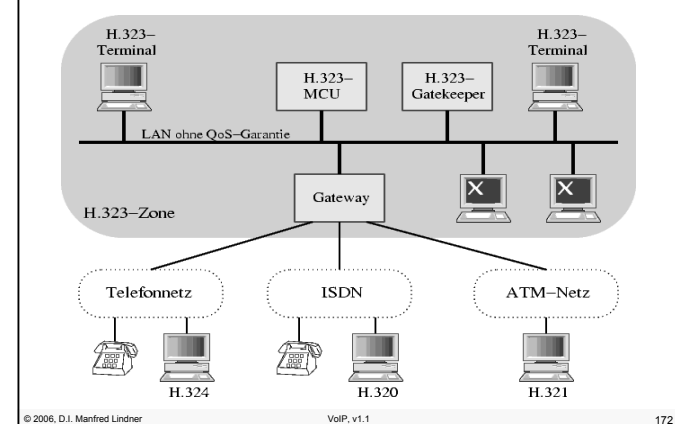 H.323–
Terminal
H.323–
MCU
H.323–
Gatekeeper
H.323–
Terminal
LAN ohne QoS–Garantie
X
X
Gateway
H.323–Zone
Telefonnetz
ISDN
ATM–Netz
H.324
H.320
H.321
© 2006, D.I. Manfred Lindner
VoIP, v1.1
172